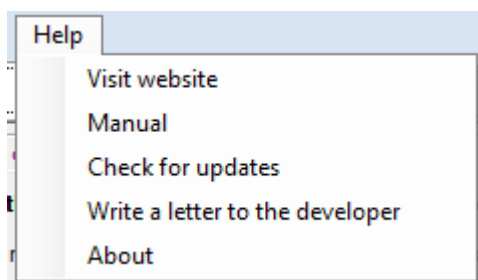 Help
Visit website
Manual
Check for updates
Write a letter to the developer
About